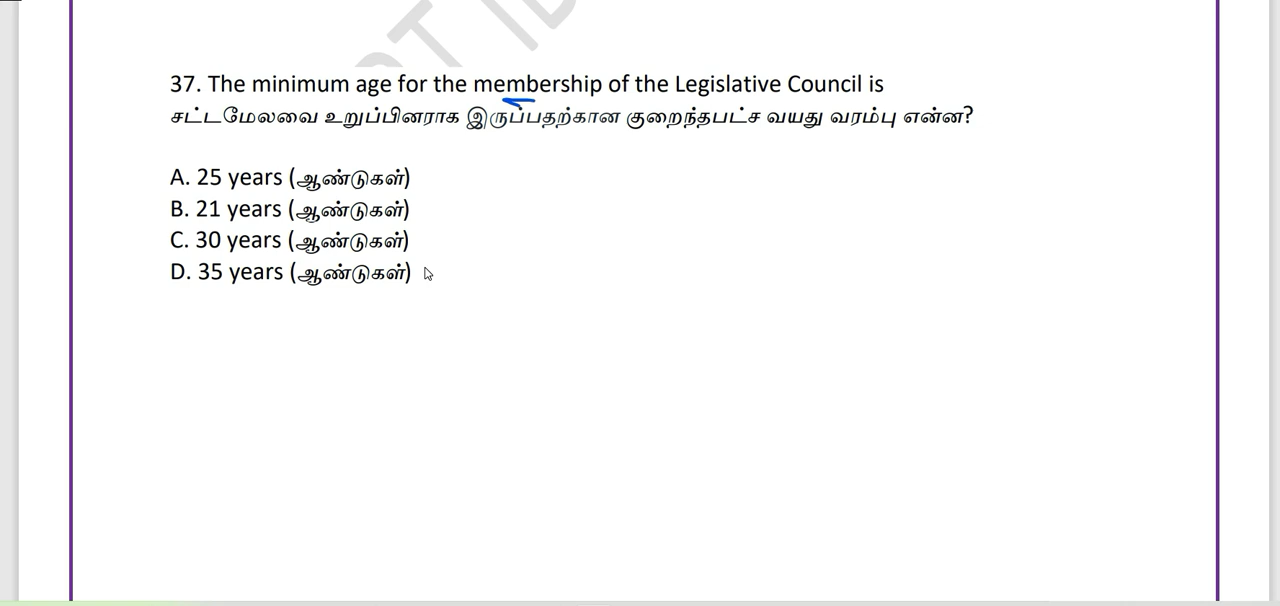 37. The minimum age for the membership of the Legislative Council is
சட்டமேலவை உறுப்பினராக இருப்பதற்கான குறைந்தபட்ச வயது வரம்பு என்ன?
A. 25 years (ஆண்டுகள்)
B. 21 years (ஆண்டுகள்)
C. 30 years (ஆண்டுகள்)
D. 35 years (ஆண்டுகள்)